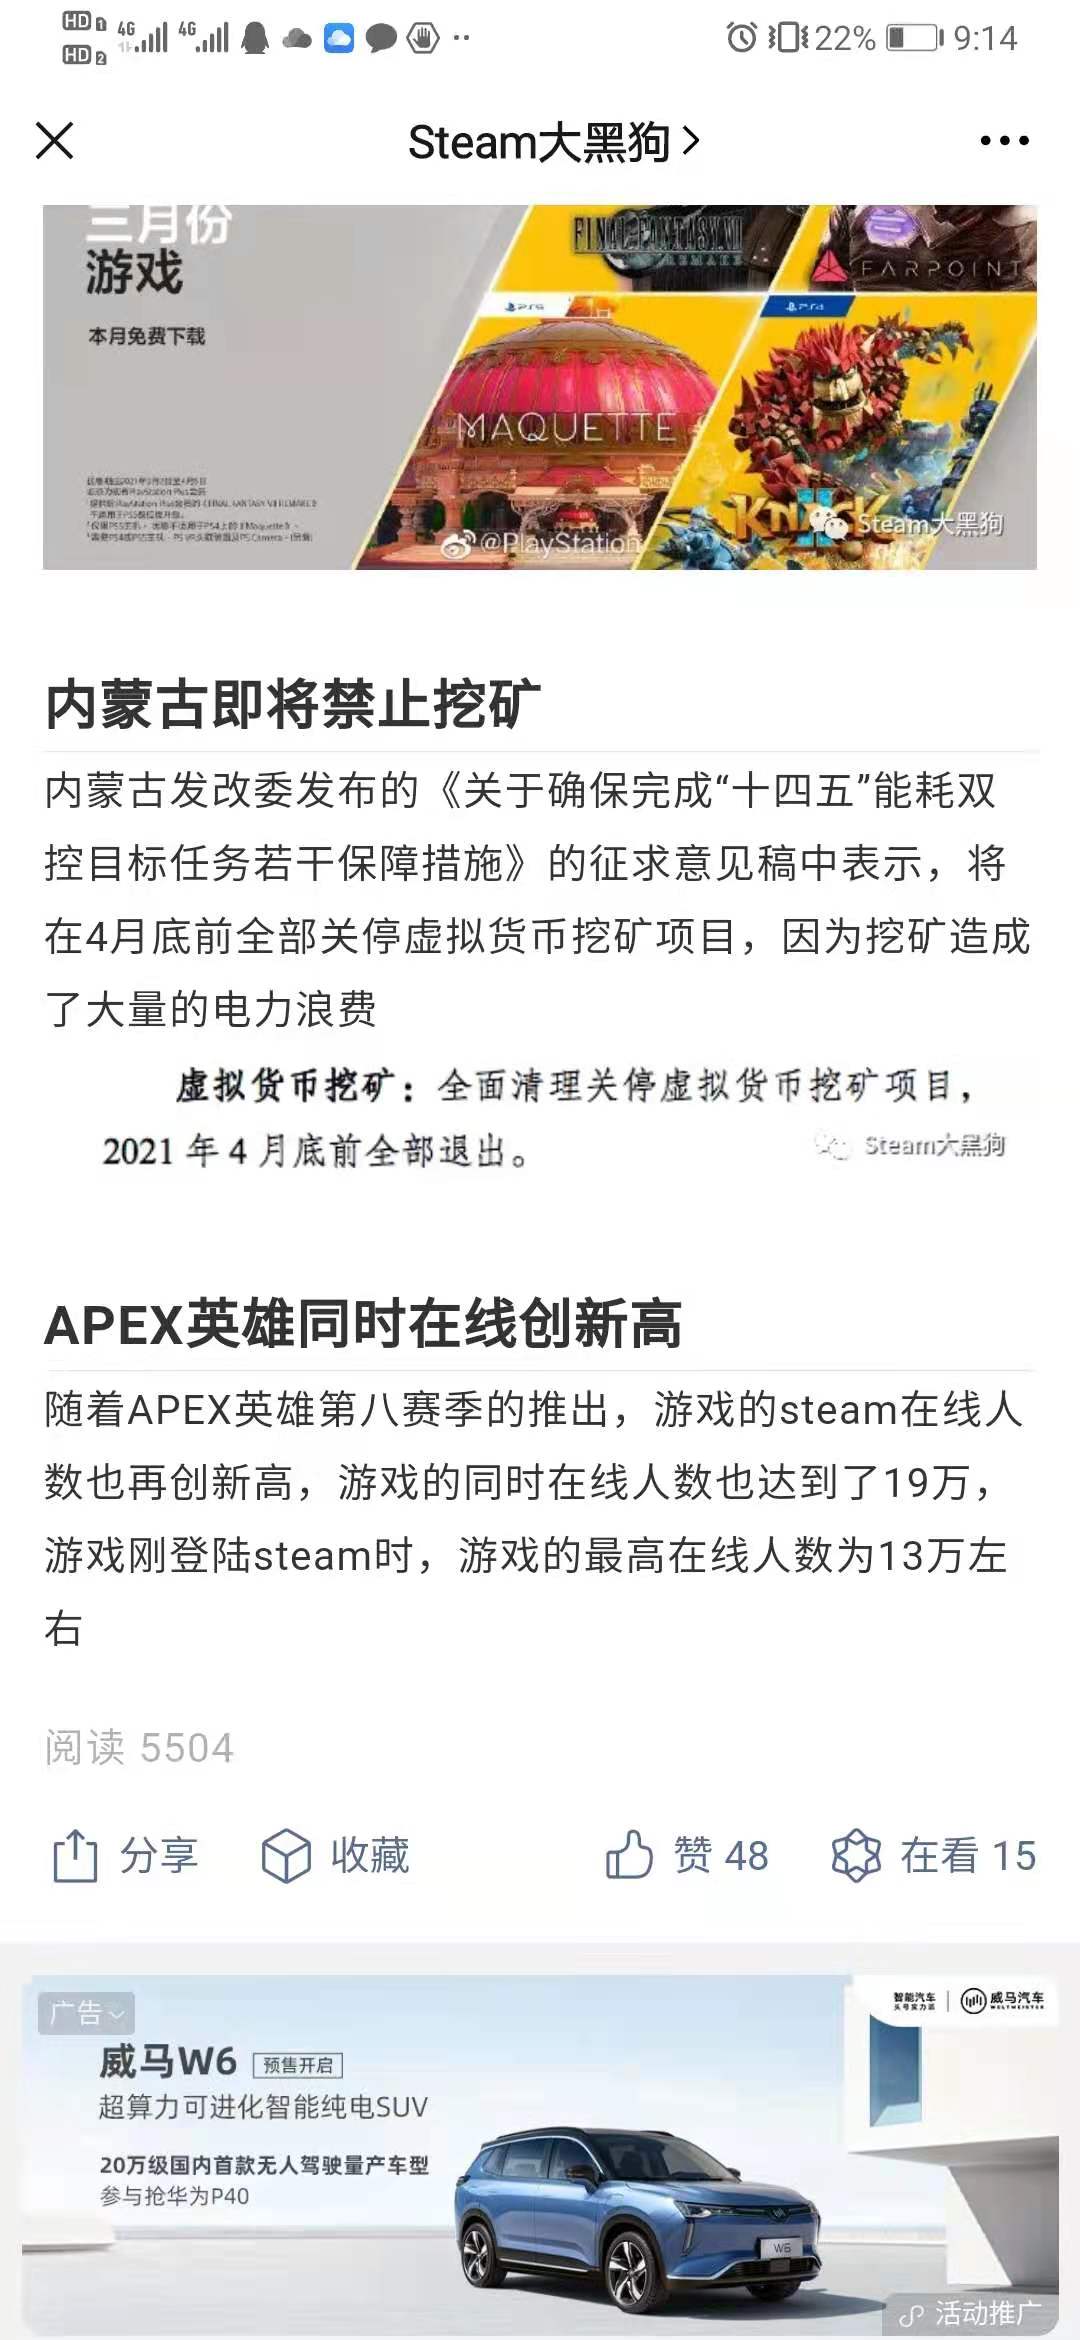 HD 1
4G
4G
22%
9:14
HD 2
Steam大黑狗
三月份
游戏
本月免费下载
FINAL FANTASY VII
REMAKE
FARPOINT
PS5
PS4
MAQUETTE
KNACK
@PlayStation
Steam大黑狗
内蒙古即将禁止挖矿
内蒙古发改委发布的《关于确保完成“十四五”能耗双
控目标任务若干保障措施》的征求意见稿中表示，将
在4月底前全部关停虚拟货币挖矿项目，因为挖矿造成
了大量的电力浪费
虚拟货币挖矿：全面清理关停虚拟货币挖矿项目，
2021 年 4 月底前全部退出。
Steam大黑狗
APEX英雄同时在线创新高
随着APEX英雄第八赛季的推出，游戏的steam在线人
数也再创新高，游戏的同时在线人数也达到了19万，
游戏刚登陆steam时，游戏的最高在线人数为13万左
右
阅读 5504
分享
收藏
赞 48
在看 15
广告
智能汽车
头号实力派
威马汽车
WELTMEISTER
威马W6 预售开启
超算力可进化智能纯电SUV
20万级国内首款无人驾驶量产车型
参与抢华为P40
W6
活动推广